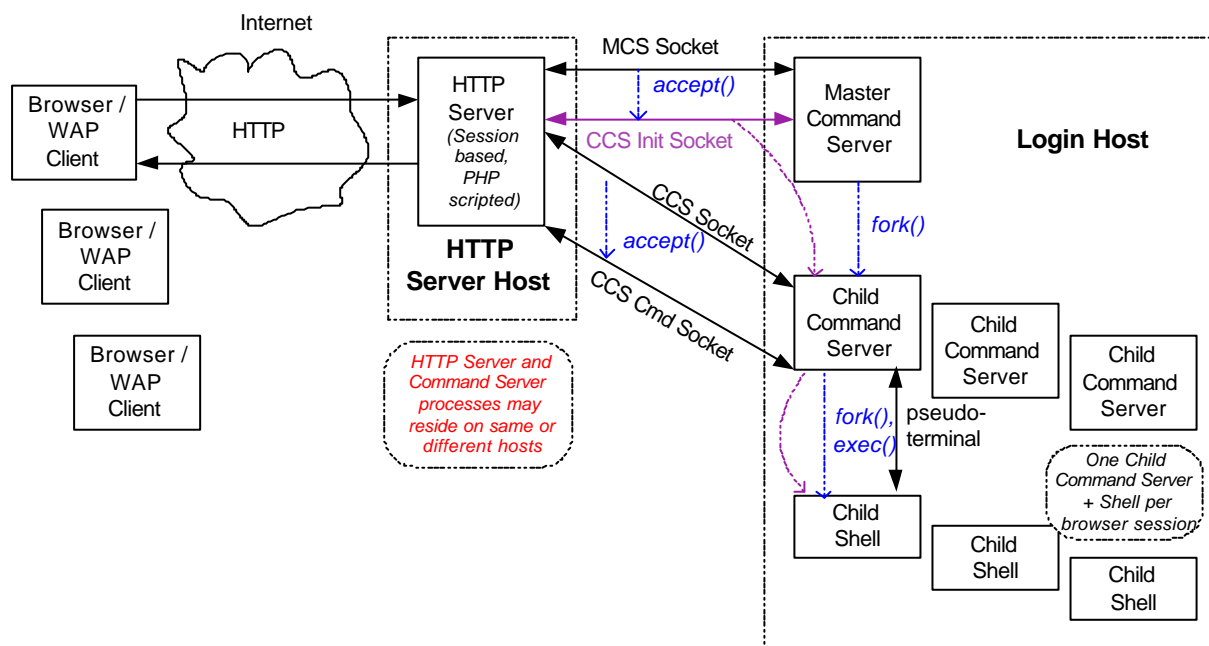 Internet
Browser /
WAP
Client
HTTP
Browser /
WAP
Client
Browser /
WAP
Client
HTTP
Server
(Session
based,
PHP
scripted)
HTTP
Server Host
HTTP Server and
Command Server
processes may
reside on same or
different hosts
MCS Socket
accept()
CCS Init Socket
CCS Socket
accept()
CCS Cmd Socket
Master
Command
Server
Login Host
fork()
Child
Command
Server
Child
Command
Server
Child
Command
Server
fork(),
exec()
pseudo-
terminal
One Child
Command Server
+ Shell per
browser session
Child
Shell
Child
Shell
Child
Shell